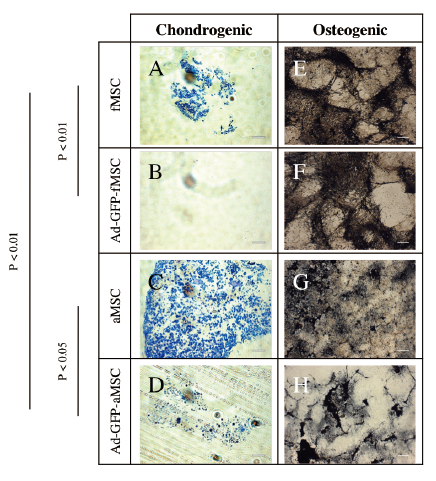 Chondrogenic Osteogenic
fMSC
A
E
Ad-GFP-fMSC
B
F
aMSC
C
G
Ad-GFP-aMSC
D
H
P < 0.01
P < 0.01
P < 0.05